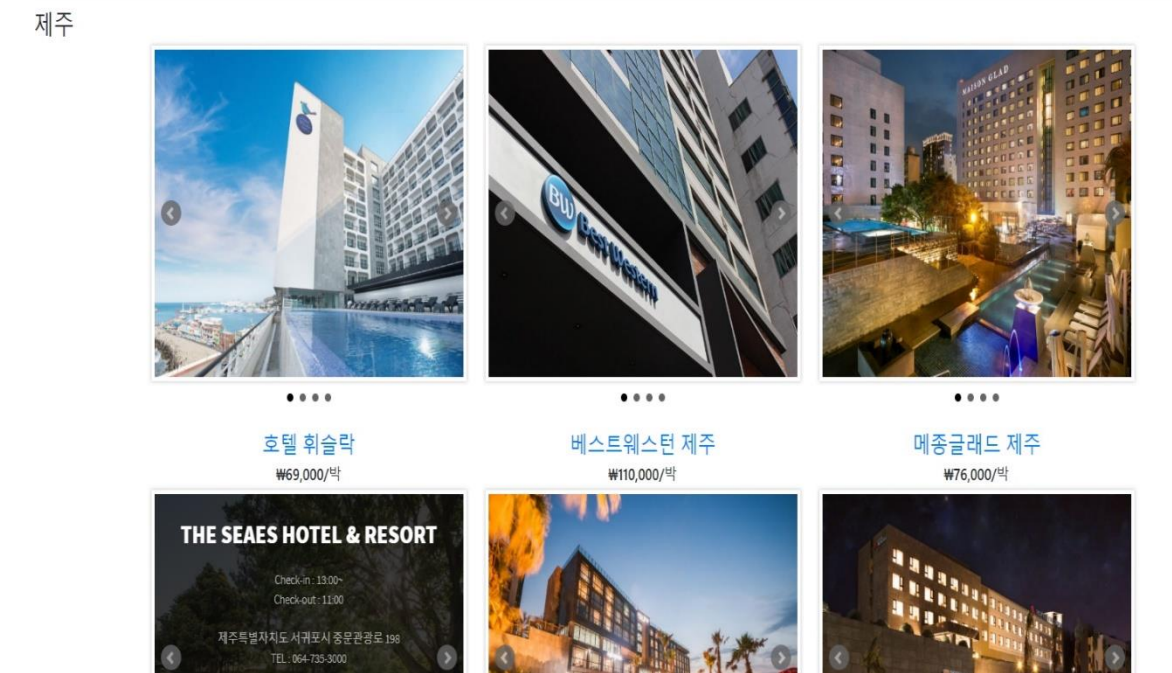 제주
MAISON GLAD
BW
Best Western
호텔 휘슬락
₩69,000/박
베스트웨스턴 제주
₩110,000/박
메종글래드 제주
₩76,000/박
THE SEAES HOTEL & RESORT
Check-in : 13:00~
Check-out : 11:00
제주특별자치도 서귀포시 중문관광로 198
TEL : 064-735-3000